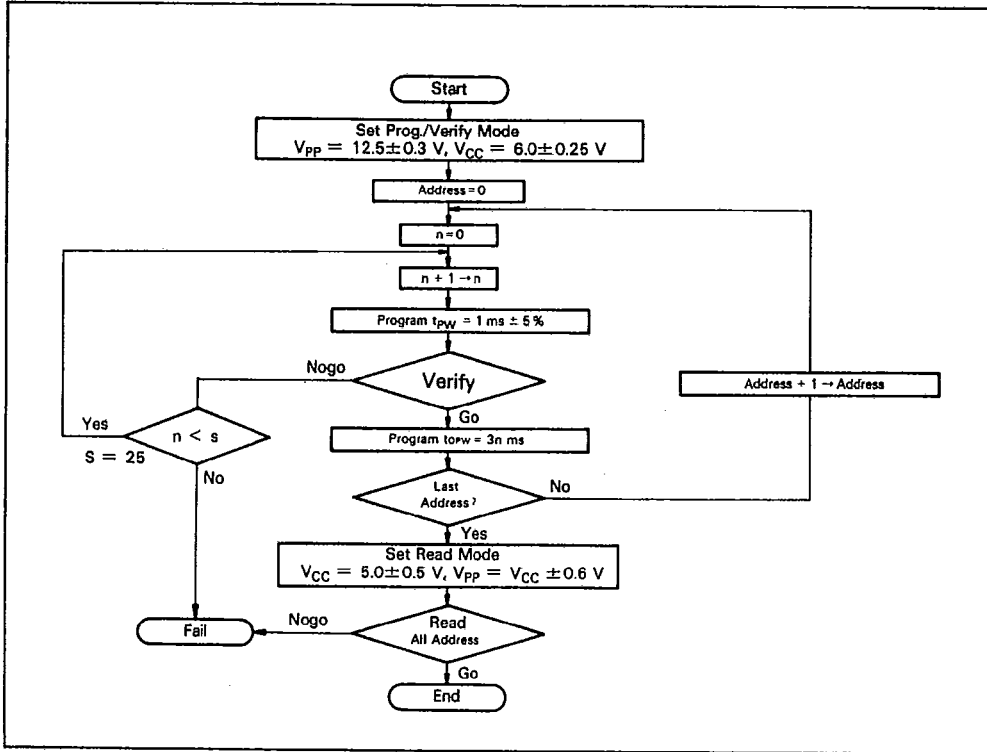 Start
Set Prog./Verify Mode
V_PP = 12.5±0.3 V, V_CC = 6.0±0.25 V
Address=0
n=0
n + 1 → n
Program t_PW = 1 ms ± 5%
Nogo
Verify
Address + 1 → Address
Go
Yes
n < s
S = 25
Program t_OPW = 3n ms
No
Last
Address?
No
Yes
Set Read Mode
V_CC = 5.0±0.5 V, V_PP = V_CC ±0.6 V
Nogo
Read
All Address
Fail
Go
End